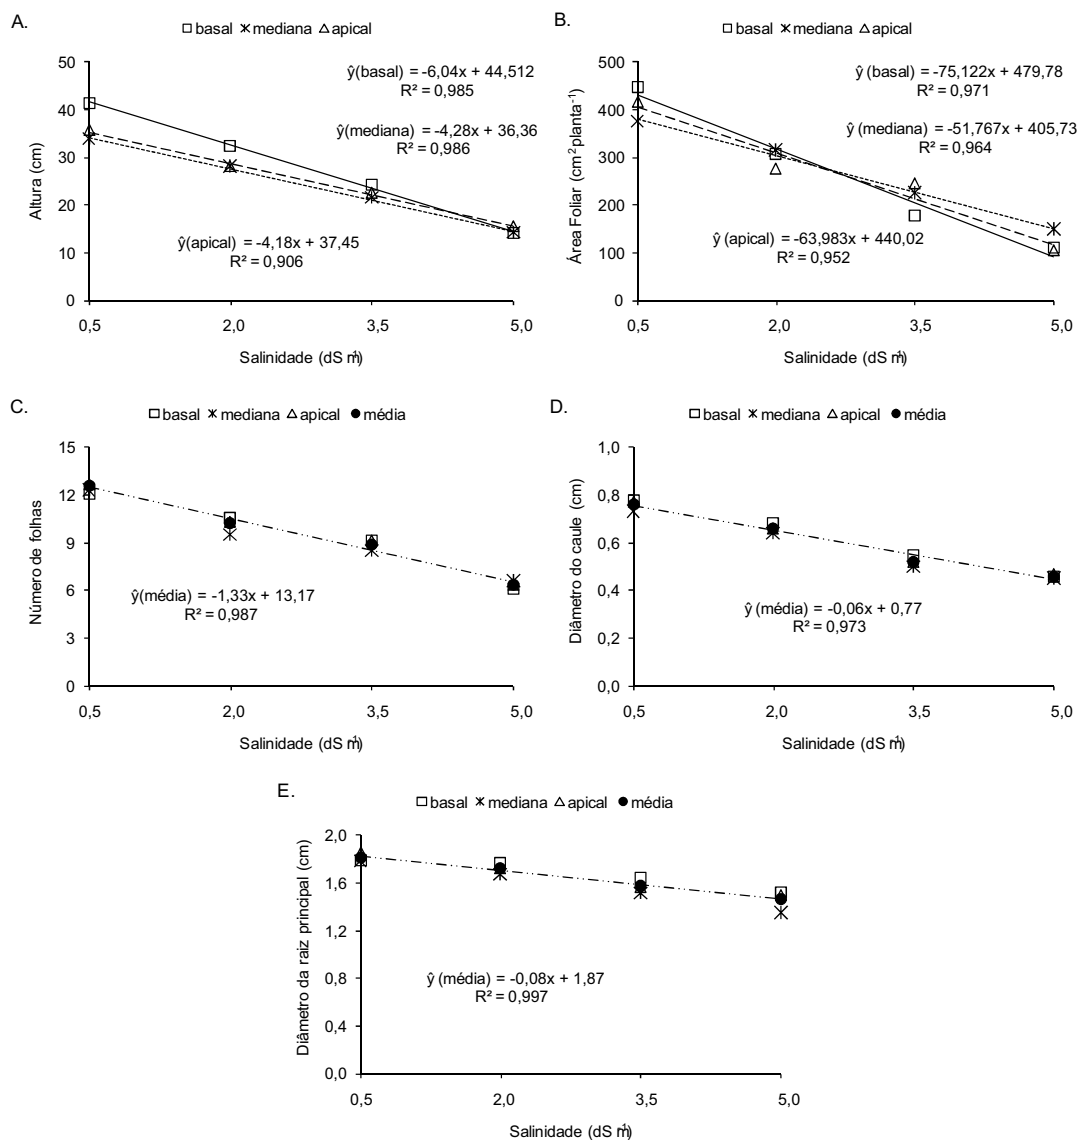 A.
□ basal ж mediana △ apical
ŷ(basal) = -6,04x + 44,512
R² = 0,985
ŷ(mediana) = -4,28x + 36,36
R² = 0,986
ŷ(apical) = -4,18x + 37,45
R² = 0,906
Altura (cm)
50
40
30
20
10
0
0,5 2,0 3,5 5,0
Salinidade (dS m⁻¹)
B.
□ basal ж mediana △ apical
ŷ (basal) = -75,122x + 479,78
R² = 0,971
ŷ (mediana) = -51,767x + 405,73
R² = 0,964
ŷ (apical) = -63,983x + 440,02
R² = 0,952
Área Foliar (cm² planta⁻¹)
500
400
300
200
100
0
0,5 2,0 3,5 5,0
Salinidade (dS m⁻¹)
C.
□ basal ж mediana △ apical ● média
Número de folhas
15
12
9
6
3
0
ŷ(média) = -1,33x + 13,17
R² = 0,987
0,5 2,0 3,5 5,0
Salinidade (dS m⁻¹)
D.
□ basal ж mediana △ apical ● média
Diâmetro do caule (cm)
1,0
0,8
0,6
0,4
0,2
0,0
ŷ (média) = -0,06x + 0,77
R² = 0,973
0,5 2,0 3,5 5,0
Salinidade (dS m⁻¹)
E.
□ basal ж mediana △ apical ● média
Diâmetro da raiz principal (cm)
2,0
1,6
1,2
0,8
0,4
0,0
ŷ (média) = -0,08x + 1,87
R² = 0,997
0,5 2,0 3,5 5,0
Salinidade (dS m⁻¹)